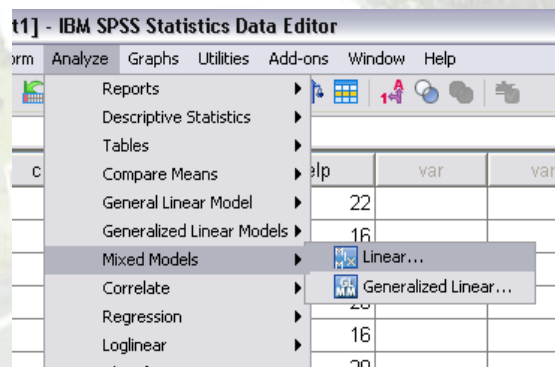 t1] - IBM SPSS Statistics Data Editor
orm Analyze Graphs Utilities Add-ons Window Help
Reports
Descriptive Statistics
Tables
c Compare Means elp var var
General Linear Model 22
Generalized Linear Models 16
Mixed Models Linear...
Correlate Generalized Linear...
Regression
Loglinear 16